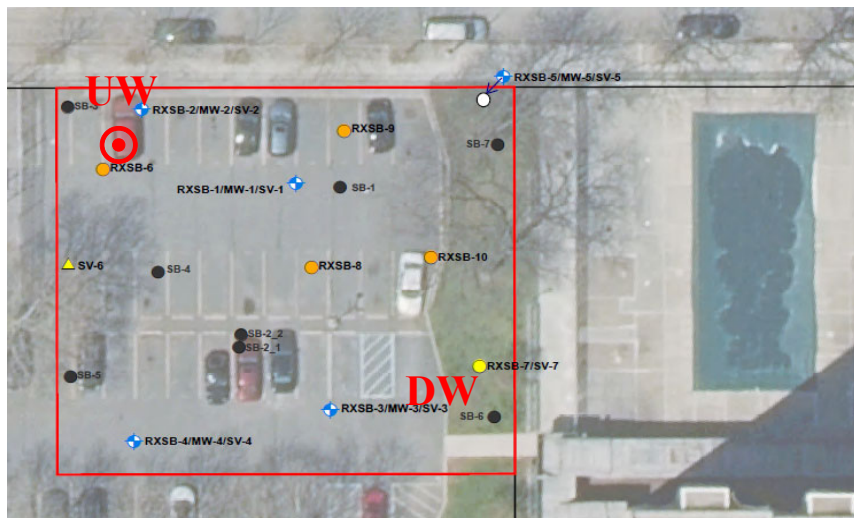 UW
RXSB-5/MW-5/SV-5
SB-3
RXSB-2/MW-2/SV-2
RXSB-9
SB-7
RXSB-6
RXSB-1/MW-1/SV-1
SB-1
SV-6
SB-4
RXSB-8
RXSB-10
SB-2_2
SB-2_1
SB-5
RXSB-7/SV-7
DW
RXSB-3/MW-3/SV-3
SB-6
RXSB-4/MW-4/SV-4